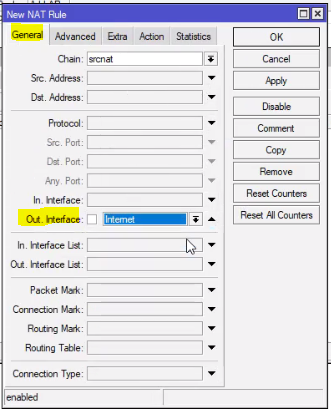 New NAT Rule
General Advanced Extra Action Statistics
Chain: srcnat
Src. Address:
Dst. Address:
Protocol:
Src. Port:
Dst. Port:
Any. Port:
In. Interface:
Out. Interface: Internet
In. Interface List:
Out. Interface List:
Packet Mark:
Connection Mark:
Routing Mark:
Routing Table:
Connection Type:
OK
Cancel
Apply
Disable
Comment
Copy
Remove
Reset Counters
Reset All Counters
enabled